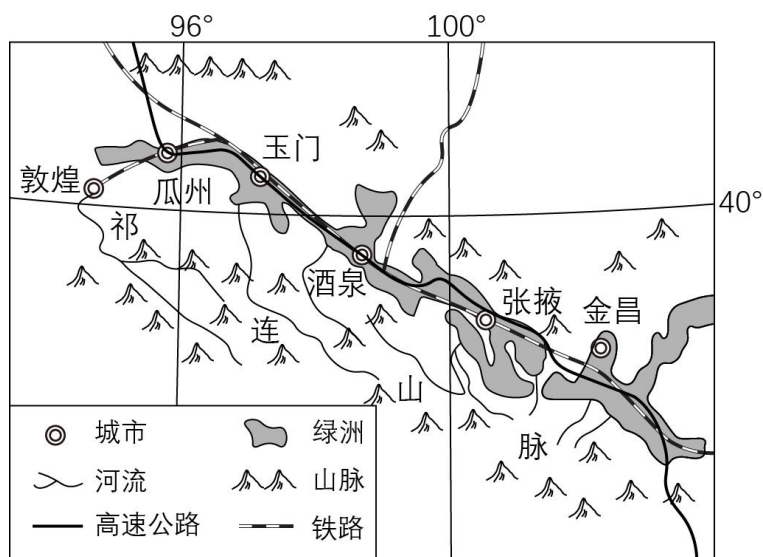 96° 100°
玉门
敦煌
瓜州
40°
祁
酒泉
连
张掖
金昌
山
脉
城市 绿洲
河流 山脉
高速公路 铁路